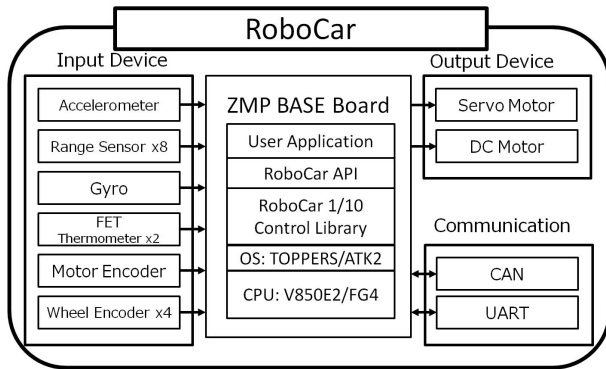 RoboCar
Input Device
Accelerometer
Range Sensor x8
Gyro
FET
Thermometer x2
Motor Encoder
Wheel Encoder x4
ZMP BASE Board
User Application
RoboCar API
RoboCar 1/10
Control Library
OS: TOPPERS/ATK2
CPU: V850E2/FG4
Output Device
Servo Motor
DC Motor
Communication
CAN
UART